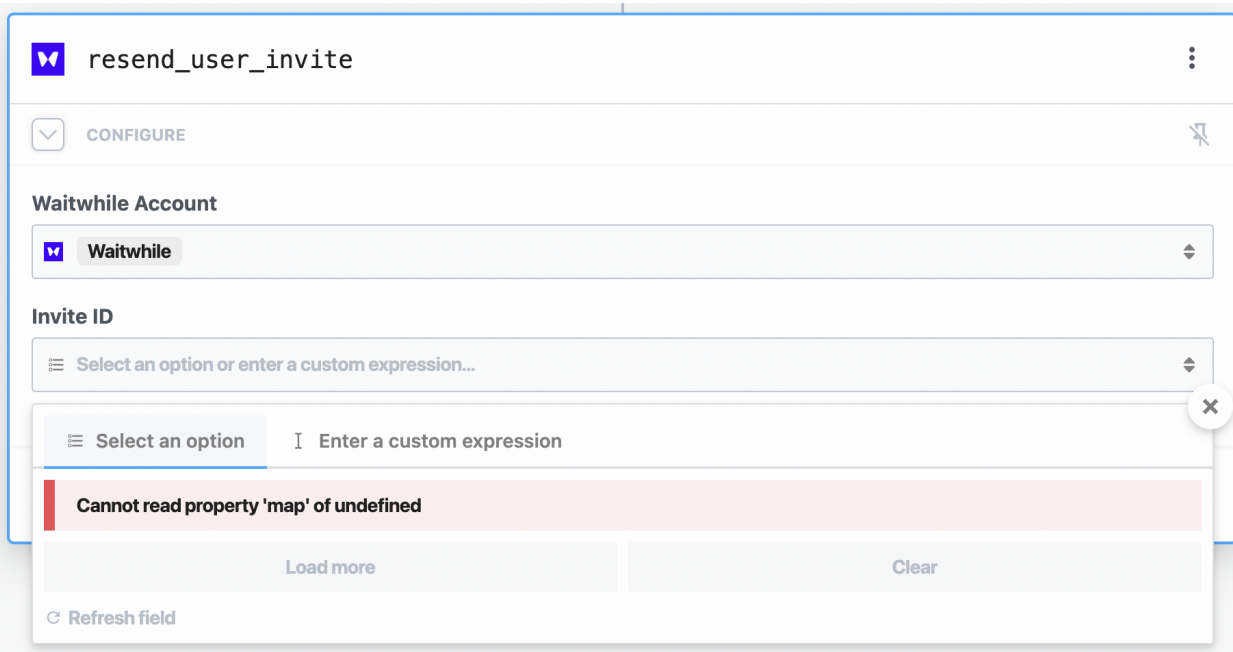 resend_user_invite
CONFIGURE
Waitwhile Account
Waitwhile
Invite ID
Select an option or enter a custom expression...
Select an option Enter a custom expression
Cannot read property 'map' of undefined
Load more Clear
Refresh field